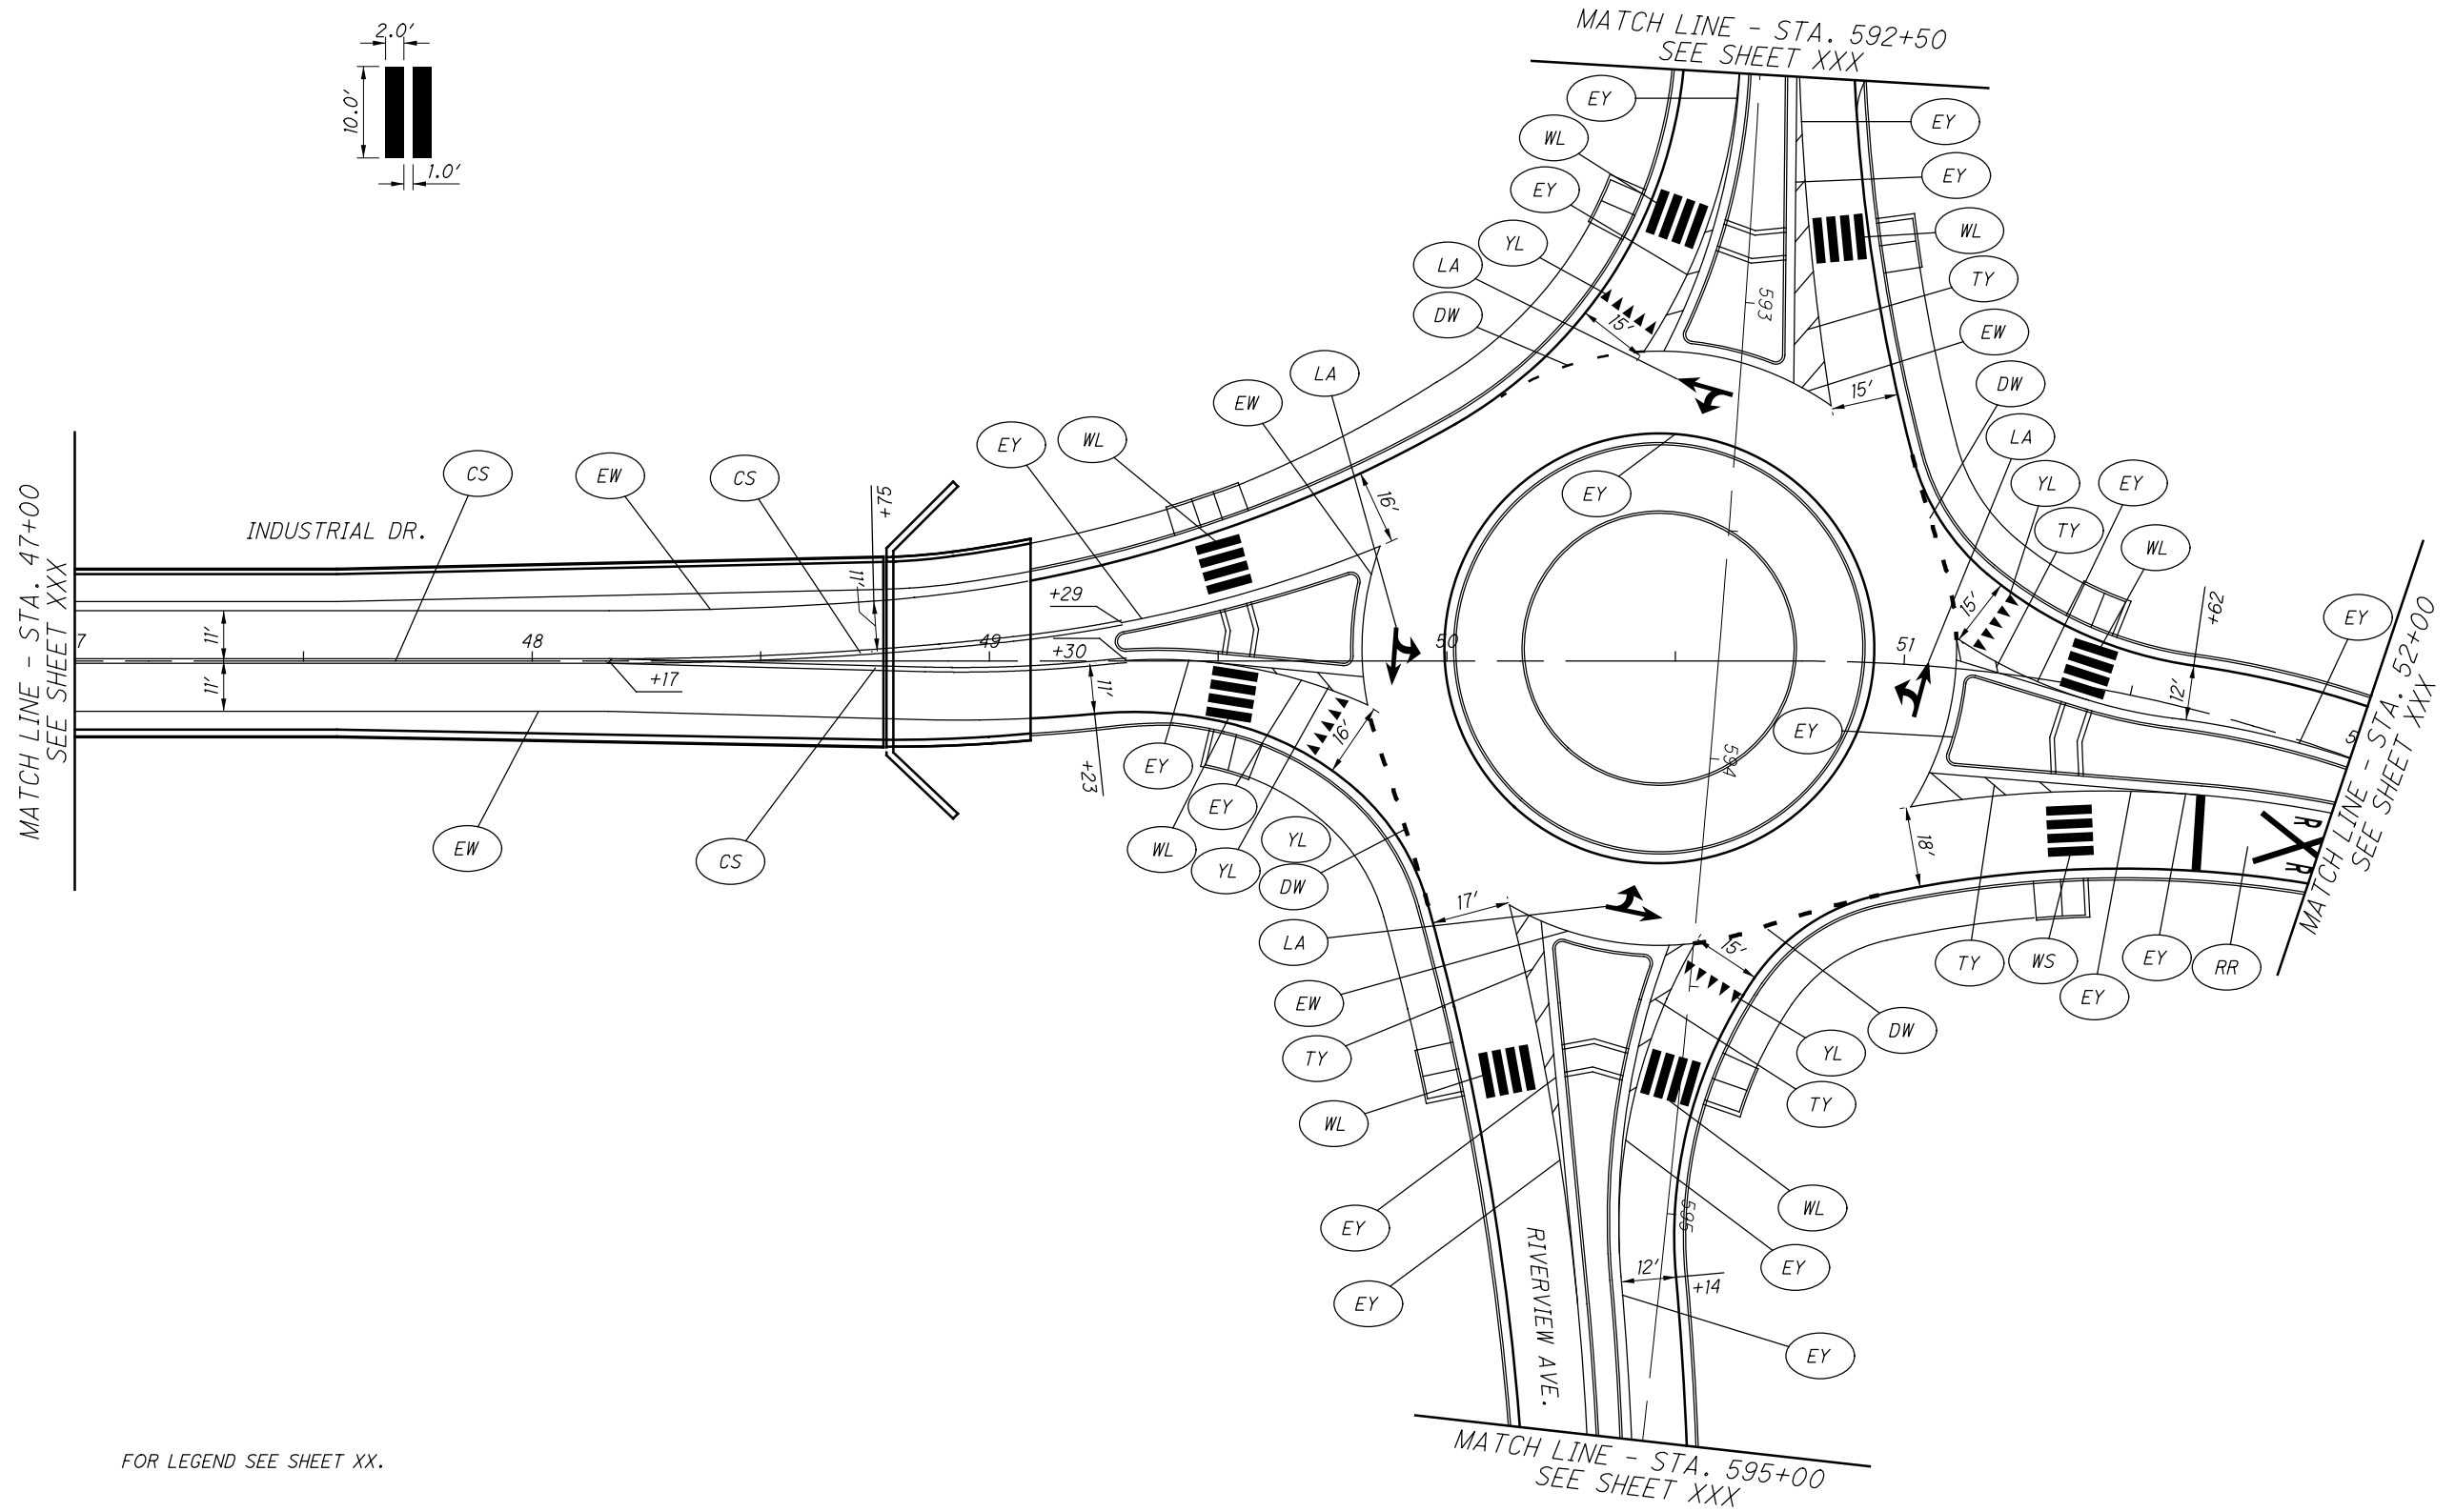 MATCH LINE - STA. 592+50
SEE SHEET XXX
2.0'
10.0'
1.0'
EY
EY
WL
EY
EY
WL
YL
LA
TY
DW
593
15'
EW
LA
15'
DW
EW
EY
WL
LA
CS
EW
CS
YL
EY
MATCH LINE - STA. 47+00
SEE SHEET XXX
INDUSTRIAL DR.
+75
16'
EY
TY
WL
11'
+29
15'
+62
EY
MATCH LINE - STA. 52+00
SEE SHEET XXX
7
11'
48
49
50
51
+30
11'
+17
11'
12'
5
+23
16'
EY
594
EY
EY
R
R
EW
CS
WL
YL
YL
DW
18'
17'
LA
15'
TY
WS
EY
RR
EY
EW
TY
DW
YL
WL
TY
EY
WL
595
EY
EY
12'
+14
RIVERVIEW AVE.
EY
MATCH LINE - STA. 595+00
SEE SHEET XXX
FOR LEGEND SEE SHEET XX.